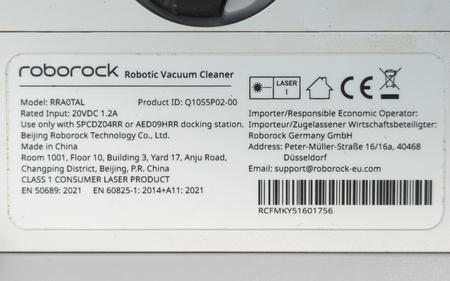 roborock Robotic Vacuum Cleaner
LASER
1
CE
Model: RRA0TAL Product ID: Q10S5P02-00
Rated Input: 20VDC 1.2A
Use only with SPCDZ04RR or AED09HRR docking station.
Beijing Roborock Technology Co., Ltd.
Made in China
Room 1001, Floor 10, Building 3, Yard 17, Anju Road,
Changping District, Beijing, P.R. China
CLASS 1 CONSUMER LASER PRODUCT
EN 50689: 2021 EN 60825-1: 2014+A11: 2021
Importer/Responsible Economic Operator:
Importeur/Zugelassener Wirtschaftsbeteiligter:
Roborock Germany GmbH
Address: Peter-Müller-Straße 16/16a, 40468
Düsseldorf
Email: support@roborock-eu.com
RCFMKY51601756